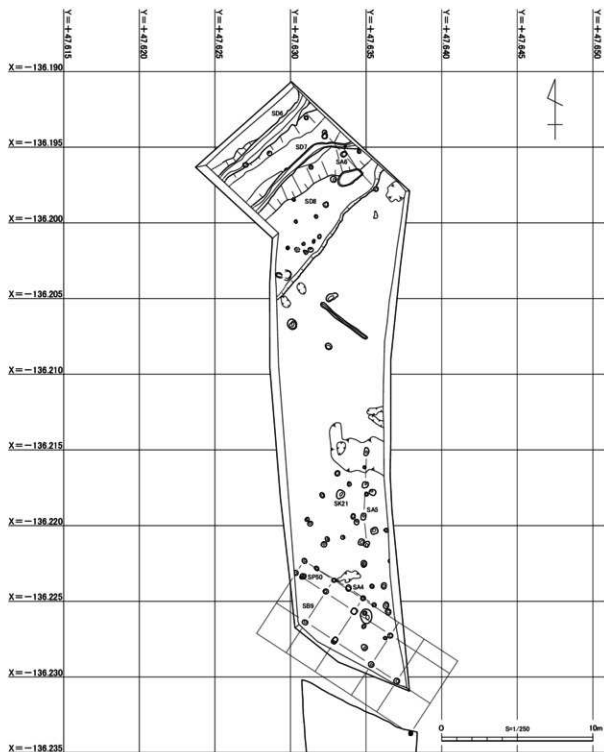 Y=+47.615
Y=+47.620
Y=+47.625
Y=+47.630
Y=+47.635
Y=+47.640
Y=+47.645
Y=+47.650
X=-136.190
SD6
X=-136.195
SD7
SA6
X=-136.200
SD8
X=-136.205
X=-136.210
X=-136.215
SK21
SA5
X=-136.220
SP50
SA4
X=-136.225
SB9
X=-136.230
0 S=1/250 10m
X=-136.235